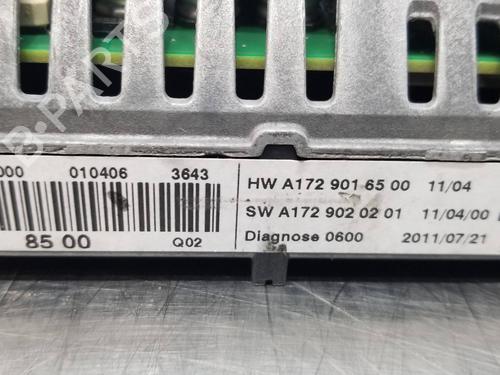 B-PARTS
000 010406 3643
85 00 Q02
HW A172 901 65 00 11/04
SW A172 902 02 01 11/04/00
Diagnose 0600 2011/07/21